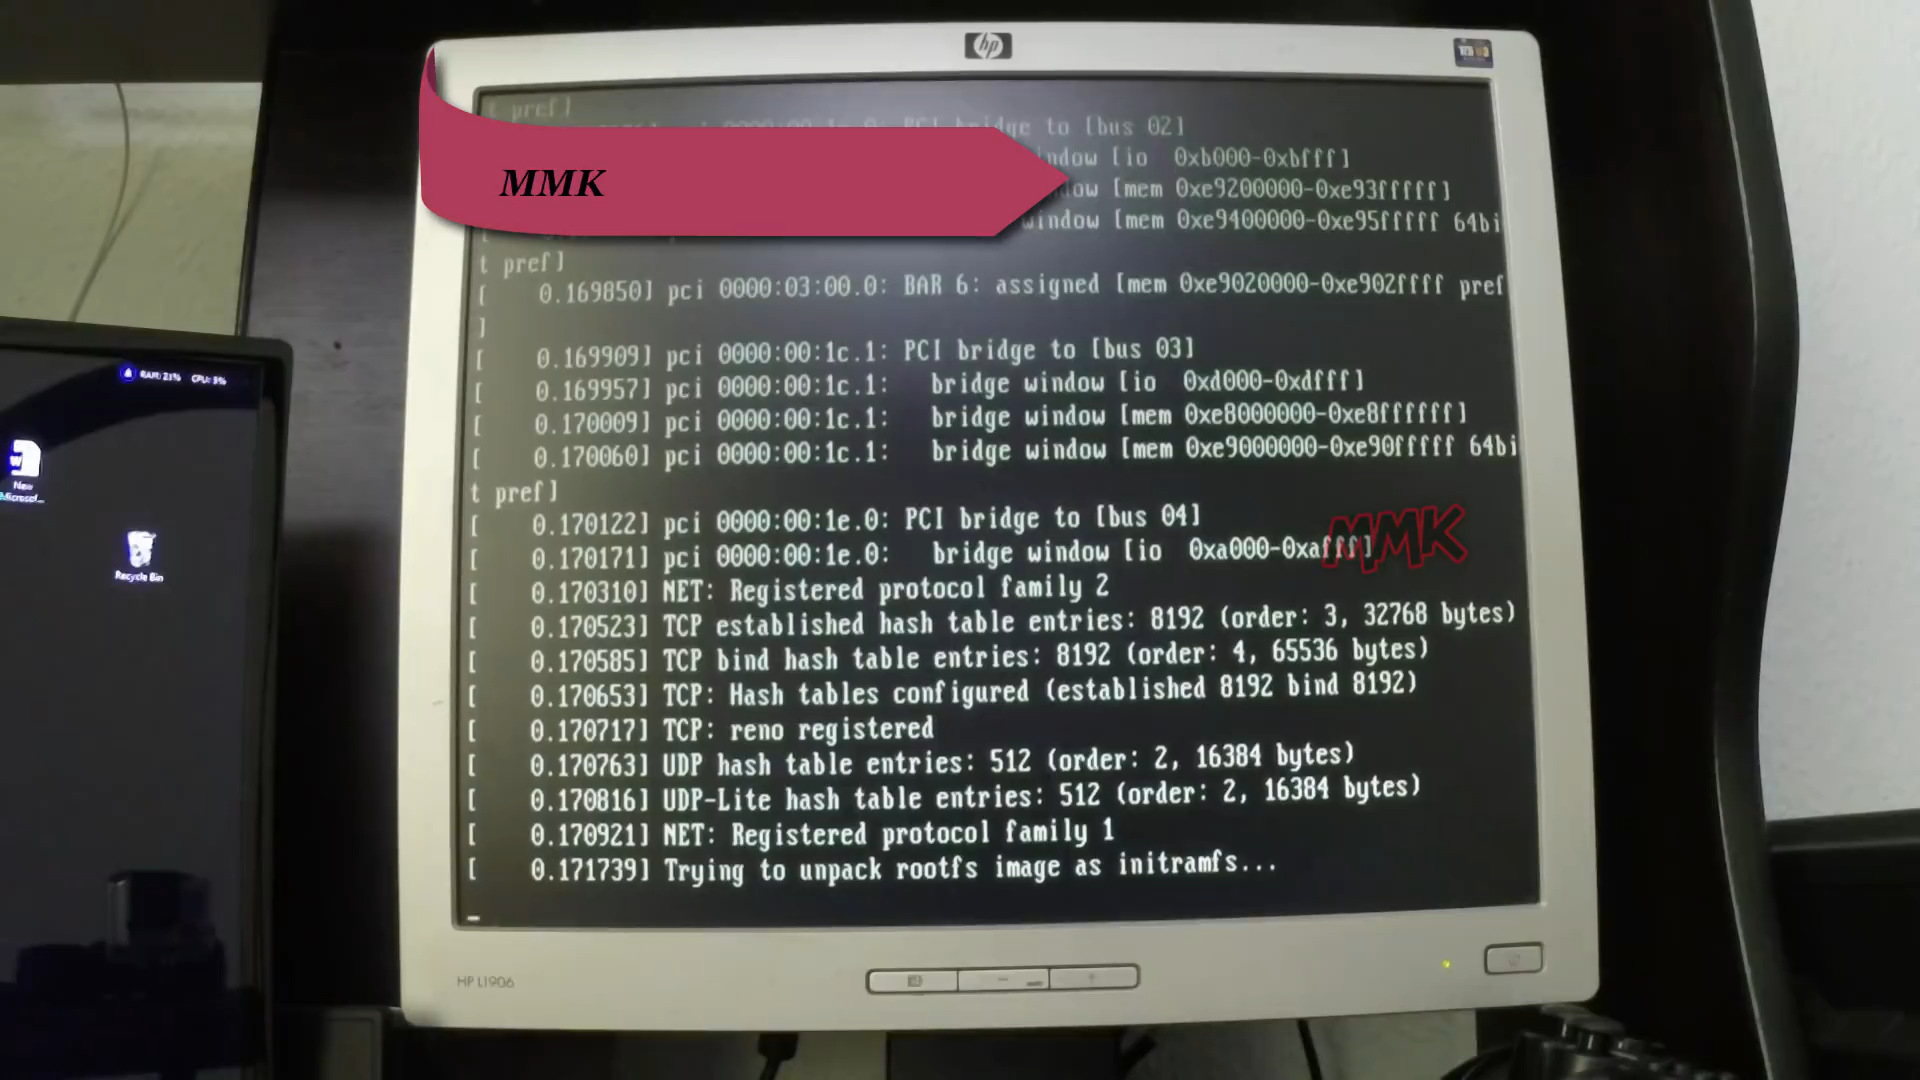 hp
t pref]
PCI bridge to [bus 02]
window [io 0xb000-0xbfff]
MMK
window [mem 0xe9200000-0xe93fffff]
window [mem 0xe9400000-0xe95fffff 64bi
t pref]
[ 0.169850] pci 0000:03:00.0: BAR 6: assigned [mem 0xe9020000-0xe902ffff pref
]
[ 0.169909] pci 0000:00:1c.1: PCI bridge to [bus 03]
[ 0.169957] pci 0000:00:1c.1: bridge window [io 0xd000-0xdfff]
[ 0.170009] pci 0000:00:1c.1: bridge window [mem 0xe8000000-0xe8ffffff]
[ 0.170060] pci 0000:00:1c.1: bridge window [mem 0xe9000000-0xe90fffff 64bi
t pref]
[ 0.170122] pci 0000:00:1e.0: PCI bridge to [bus 04]
[ 0.170171] pci 0000:00:1e.0: bridge window [io 0xa000-0xafff]
MMK
[ 0.170310] NET: Registered protocol family 2
[ 0.170523] TCP established hash table entries: 8192 (order: 3, 32768 bytes)
[ 0.170585] TCP bind hash table entries: 8192 (order: 4, 65536 bytes)
[ 0.170653] TCP: Hash tables configured (established 8192 bind 8192)
[ 0.170717] TCP: reno registered
[ 0.170763] UDP hash table entries: 512 (order: 2, 16384 bytes)
[ 0.170816] UDP-Lite hash table entries: 512 (order: 2, 16384 bytes)
[ 0.170921] NET: Registered protocol family 1
[ 0.171739] Trying to unpack rootfs image as initramfs...
HP L1906
RAM: 21% CPU: 3%
New
Microsof...
Recycle Bin